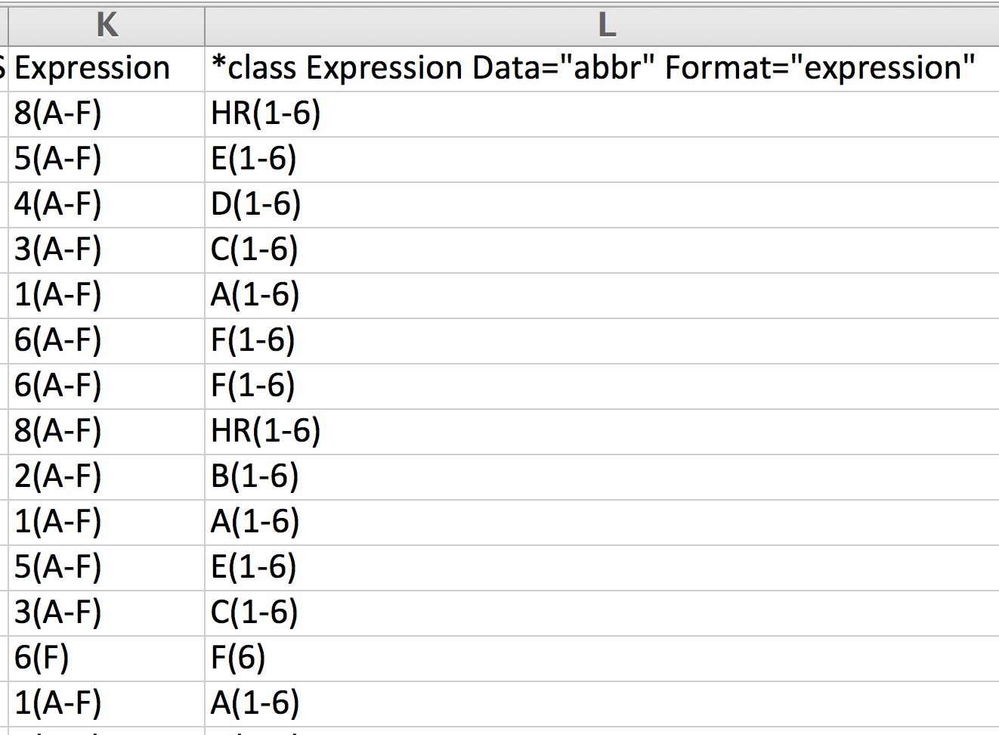 K L
Expression *class Expression Data="abbr" Format="expression"
8(A-F) HR(1-6)
5(A-F) E(1-6)
4(A-F) D(1-6)
3(A-F) C(1-6)
1(A-F) A(1-6)
6(A-F) F(1-6)
6(A-F) F(1-6)
8(A-F) HR(1-6)
2(A-F) B(1-6)
1(A-F) A(1-6)
5(A-F) E(1-6)
3(A-F) C(1-6)
6(F) F(6)
1(A-F) A(1-6)